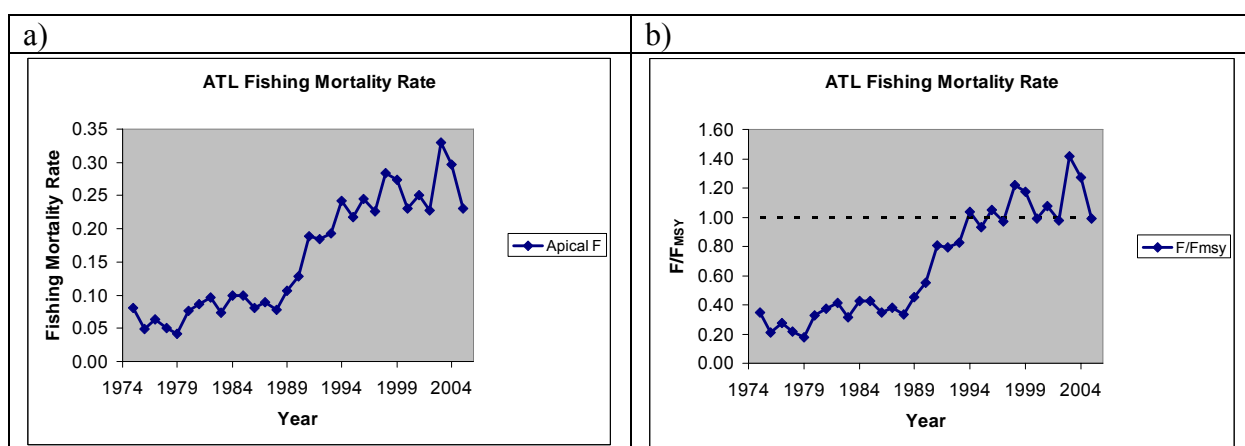 a)
ATL Fishing Mortality Rate
Fishing Mortality Rate
0.35
0.30
0.25
0.20
0.15
0.10
0.05
0.00
1974 1979 1984 1989 1994 1999 2004
Year
Apical F
b)
ATL Fishing Mortality Rate
F/FMSY
1.60
1.40
1.20
1.00
0.80
0.60
0.40
0.20
0.00
1974 1979 1984 1989 1994 1999 2004
Year
F/Fmsy